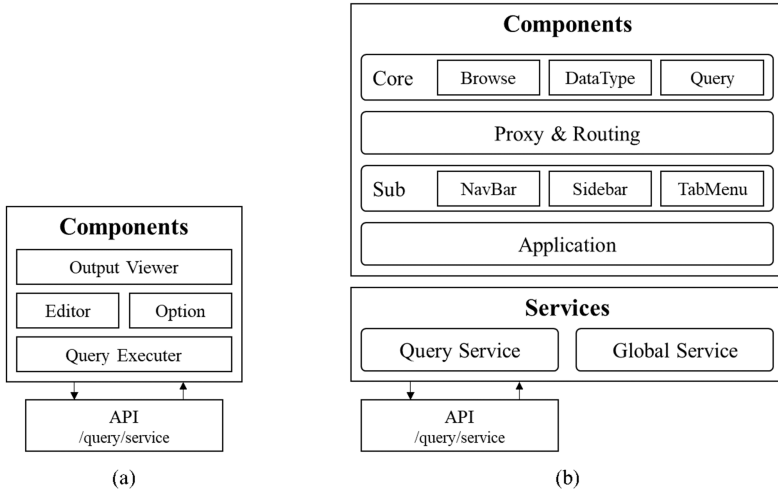 Components
Output Viewer
Editor Option
Query Executer
API
/query/service
(a)
Components
Core Browse DataType Query
Proxy & Routing
Sub NavBar Sidebar TabMenu
Application
Services
Query Service Global Service
API
/query/service
(b)